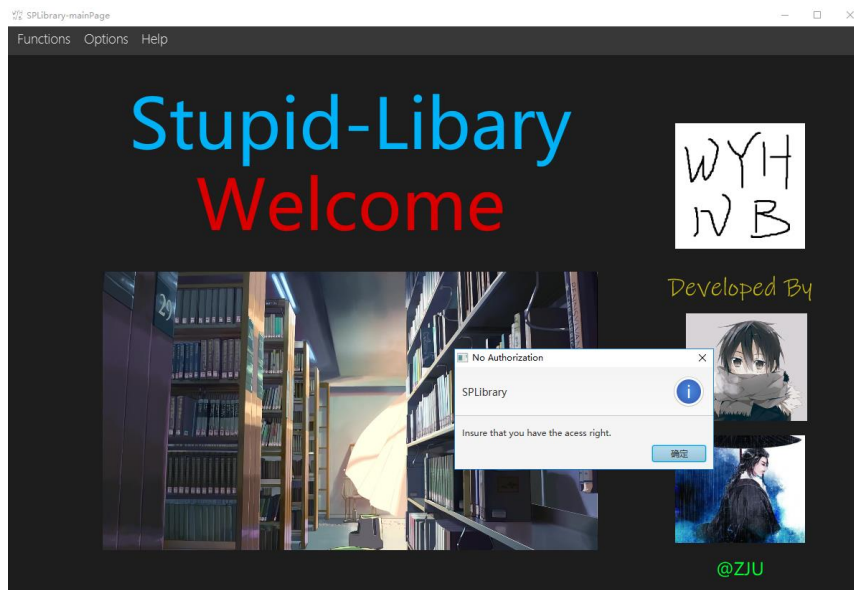 SPLibrary-mainPage
Functions Options Help
Stupid-Libary
Welcome
WYH
NB
Developed By
29
No Authorization
SPLibrary
Insure that you have the acess right.
确定
@ZJU